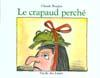 Claude Boujon
Le crapaud perché
l'école des loisirs